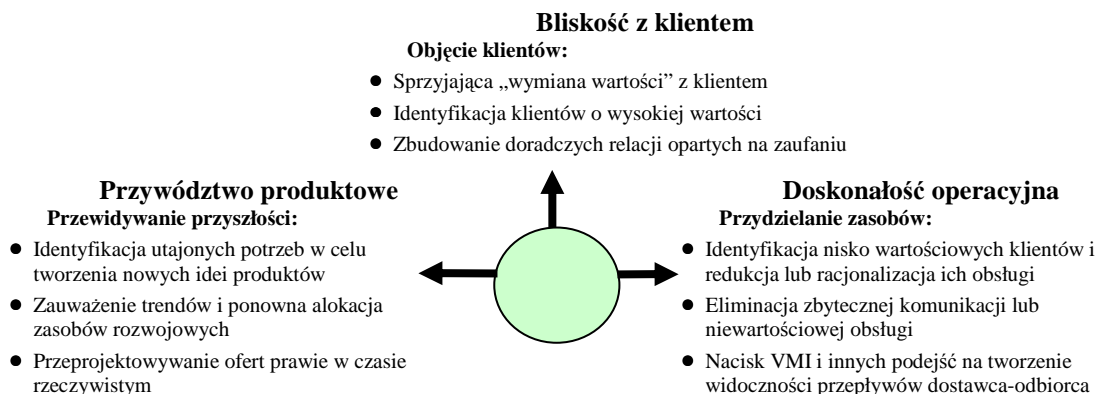 Bliskość z klientem
Objęcie klientów:
● Sprzyjająca „wymiana wartości” z klientem
● Identyfikacja klientów o wysokiej wartości
● Zbudowanie doradczych relacji opartych na zaufaniu
Przywództwo produktowe
Przewidywanie przyszłości:
● Identyfikacja utajonych potrzeb w celu
tworzenia nowych idei produktów
● Zauważenie trendów i ponowna alokacja
zasobów rozwojowych
● Przeprojektowywanie ofert prawie w czasie
rzeczywistym
Doskonałość operacyjna
Przydzielanie zasobów:
● Identyfikacja nisko wartościowych klientów i
redukcja lub racjonalizacja ich obsługi
● Eliminacja zbytecznej komunikacji lub
niewartościowej obsługi
● Nacisk VMI i innych podejść na tworzenie
widoczności przepływów dostawca-odbiorca